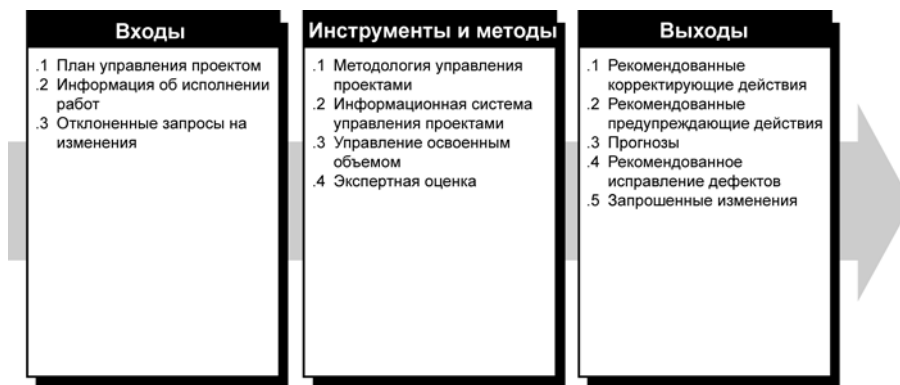 Входы
.1 План управления проектом
.2 Информация об исполнении
работ
.3 Отклоненные запросы на
изменения
Инструменты и методы
.1 Методология управления
проектами
.2 Информационная система
управления проектами
.3 Управление освоенным
объемом
.4 Экспертная оценка
Выходы
.1 Рекомендованные
корректирующие действия
.2 Рекомендованные
предупреждающие действия
.3 Прогнозы
.4 Рекомендованное
исправление дефектов
.5 Запрошенные изменения